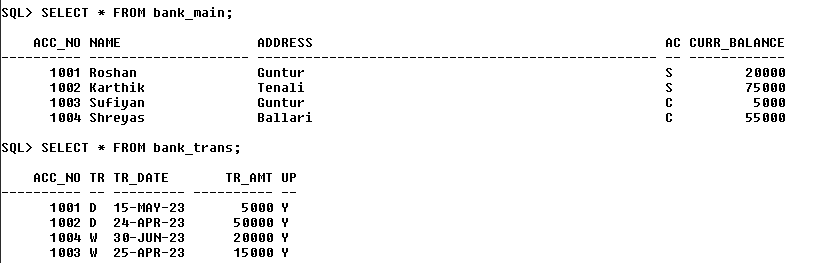 SQL> SELECT * FROM bank_main;
ACC_NO NAME ADDRESS AC CURR_BALANCE
---------- -------------------- -------------------------------------------------- -- ------------
1001 Roshan Guntur S 20000
1002 Karthik Tenali S 75000
1003 Sufiyan Guntur C 5000
1004 Shreyas Ballari C 55000
SQL> SELECT * FROM bank_trans;
ACC_NO TR TR_DATE TR_AMT UP
---------- -- --------- ---------- --
1001 D 15-MAY-23 5000 Y
1002 D 24-APR-23 50000 Y
1004 W 30-JUN-23 20000 Y
1003 W 25-APR-23 15000 Y